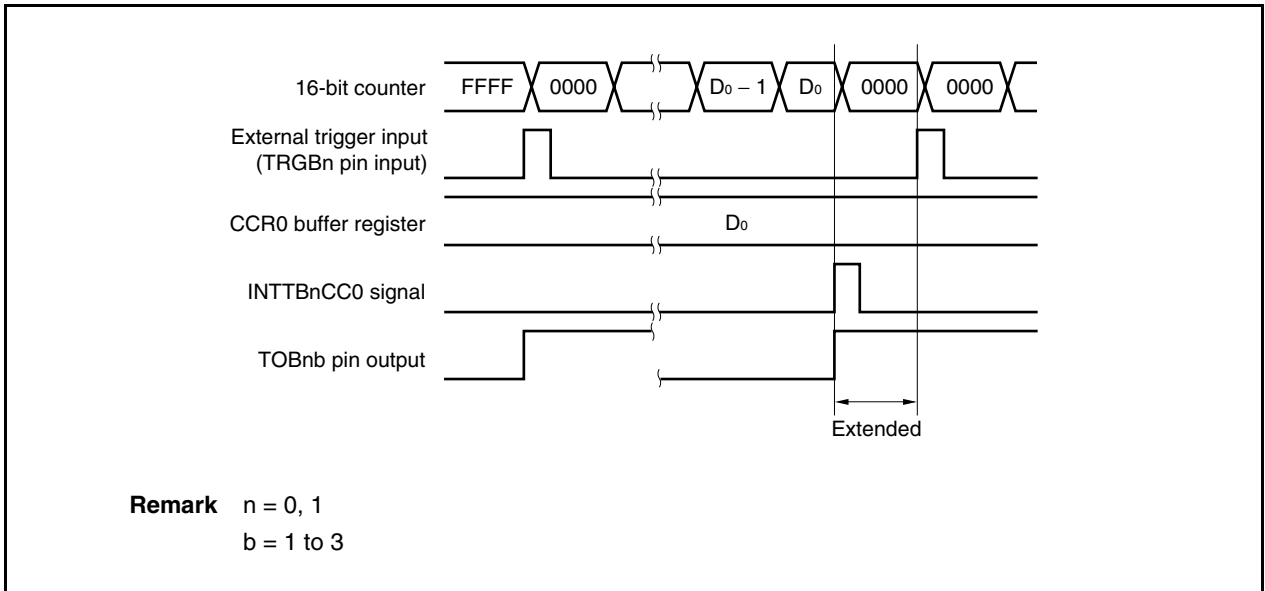 16-bit counter FFFF 0000 D0 − 1 D0 0000 0000
External trigger input
(TRGBn pin input)
CCR0 buffer register D0
INTTBnCC0 signal
TOBnb pin output
Extended
Remark n = 0, 1
b = 1 to 3